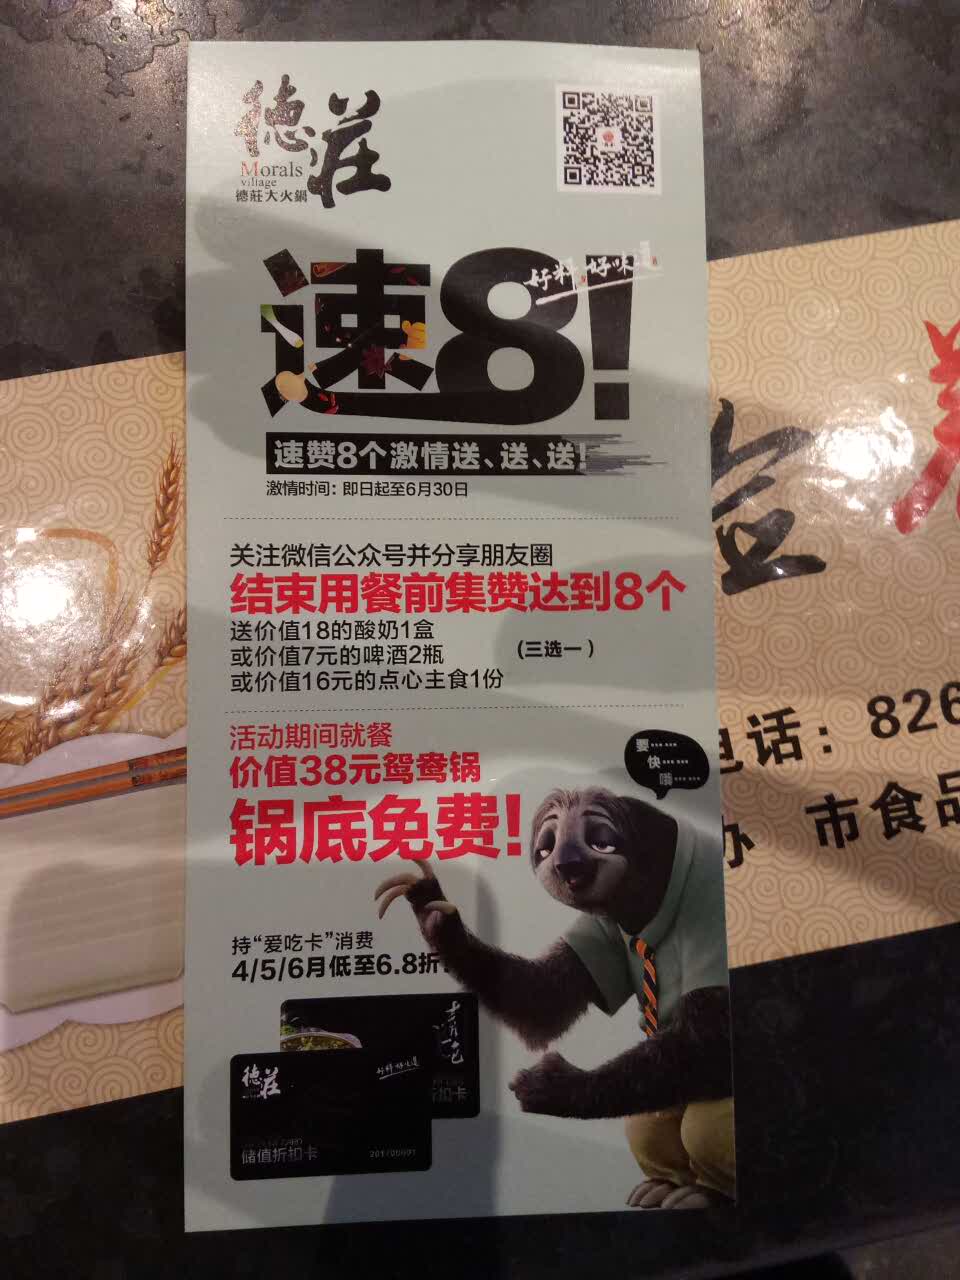 德莊
Morals
village
德莊大火鍋
速8!
好料 好味道
速赞8个激情送、送、送!
激情时间：即日起至6月30日
关注微信公众号并分享朋友圈
结束用餐前集赞达到8个
送价值18的酸奶1盒
或价值7元的啤酒2瓶
(三选一)
或价值16元的点心主食1份
活动期间就餐
价值38元鸳鸯锅
锅底免费!
要……
快……
哦……
持“爱吃卡”消费
4/5/6月低至6.8折!
德莊
好料 好味道
储值折扣卡
折扣卡
电话：826
办 市食品